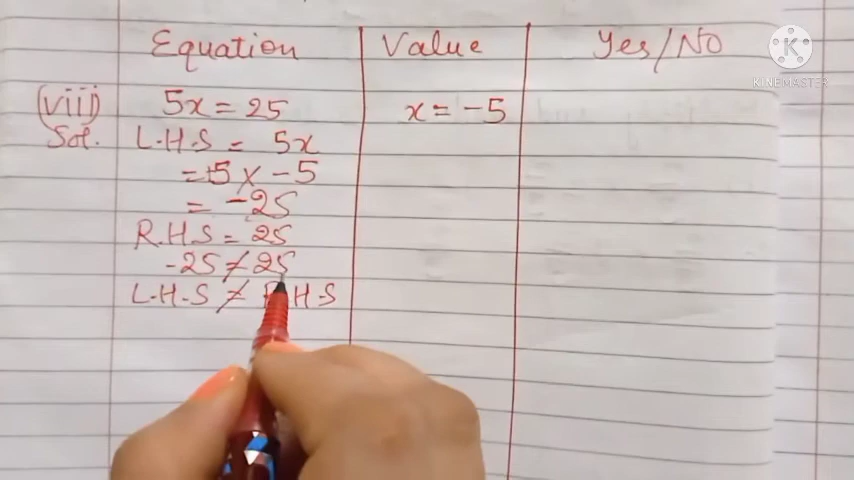 Equation Value Yes/No
(viii) 5x = 25 x = -5
Sol. L.H.S = 5x
= +5 x -5
= -25
R.H.S = 25
-25 ≠ 25
L.H.S ≠ R.H.S
K
KINEMASTER